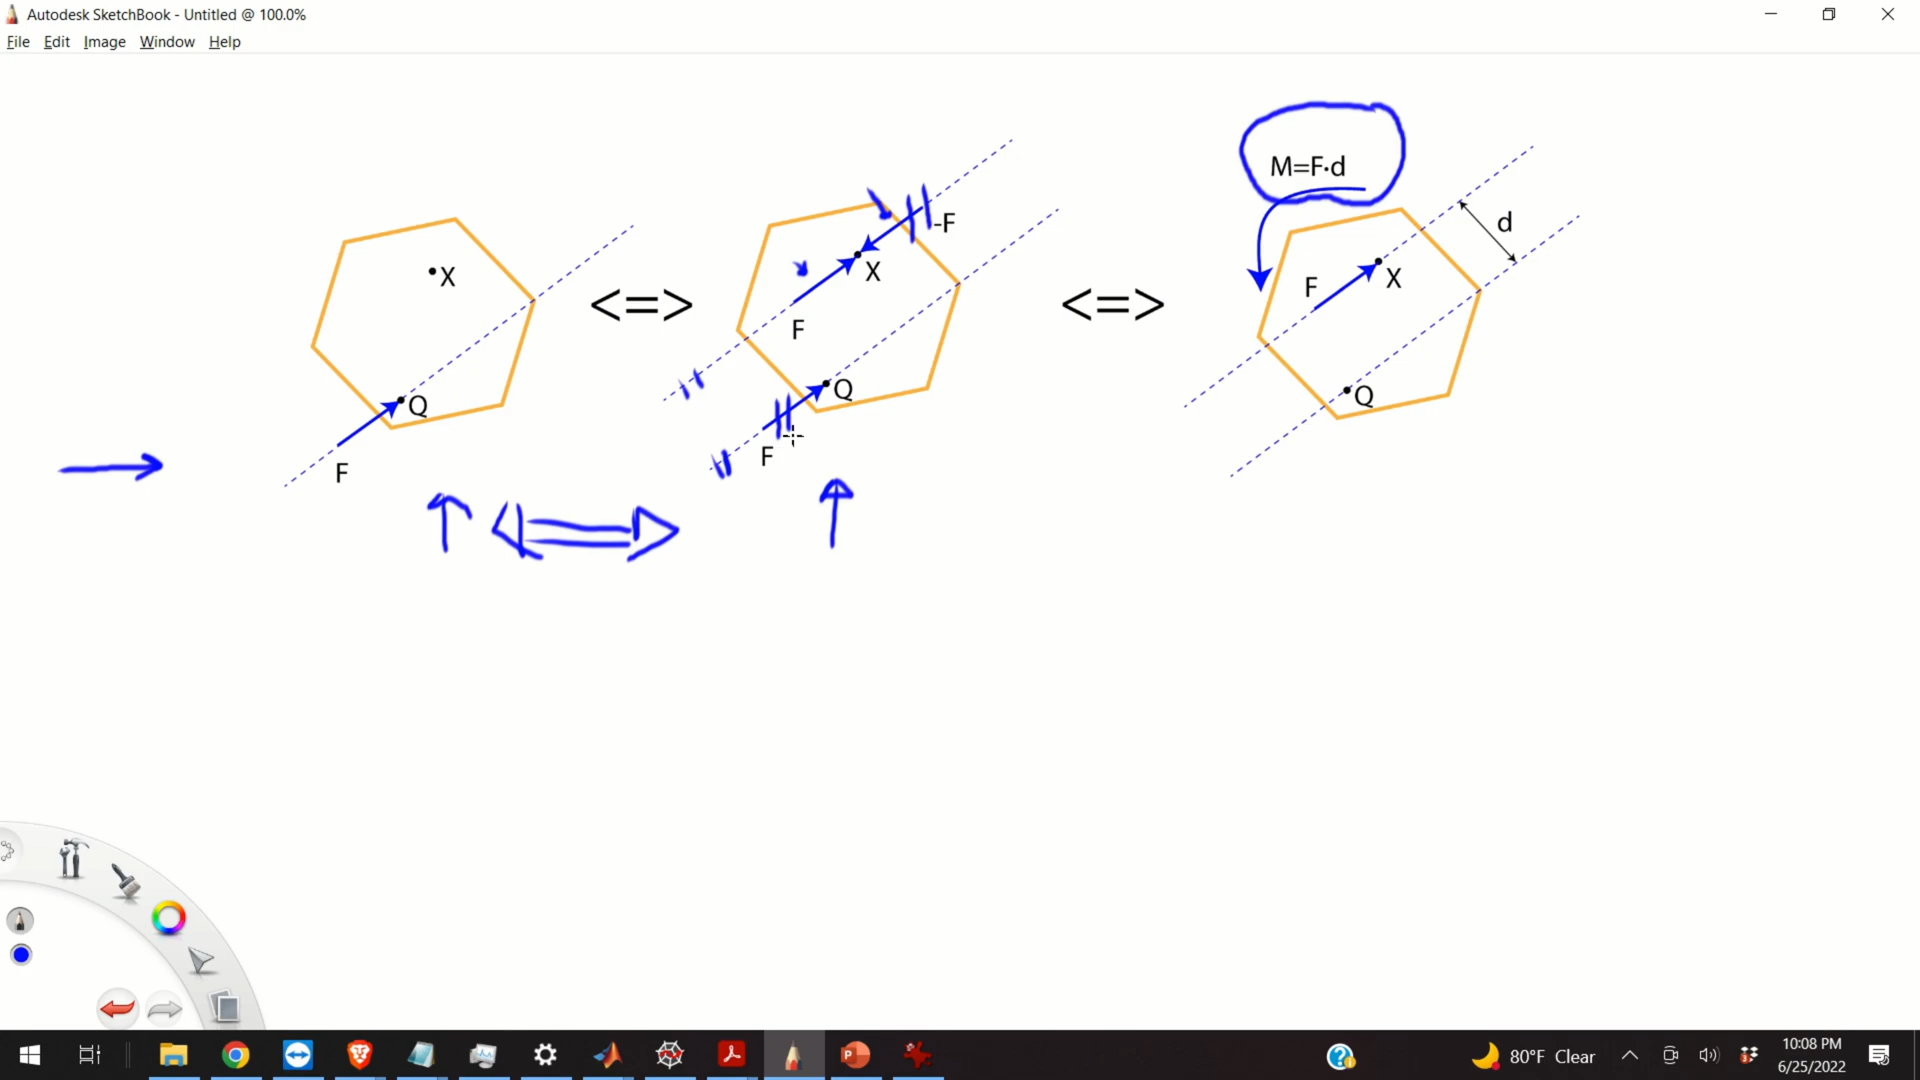 Autodesk SketchBook - Untitled @ 100.0%
File Edit Image Window Help
M=F·d
d
-F
•X
X
X
<=>
<=>
F
F
Q
Q
Q
F
F
80°F Clear
10:08 PM
6/25/2022